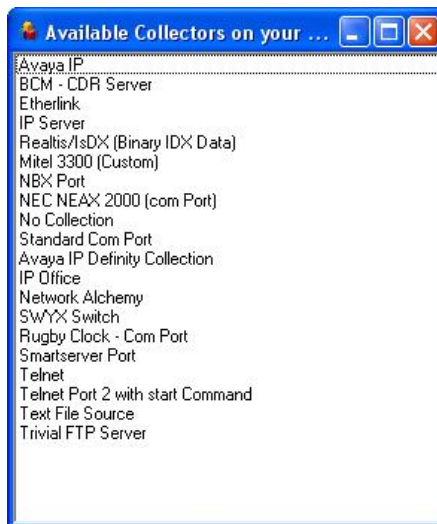 Available Collectors on your ...
Avaya IP
BCM - CDR Server
Etherlink
IP Server
Realtis/IsDX (Binary IDX Data)
Mitel 3300 (Custom)
NBX Port
NEC NEAX 2000 (com Port)
No Collection
Standard Com Port
Avaya IP Definity Collection
IP Office
Network Alchemy
SWYX Switch
Rugby Clock - Com Port
Smartserver Port
Telnet
Telnet Port 2 with start Command
Text File Source
Trivial FTP Server